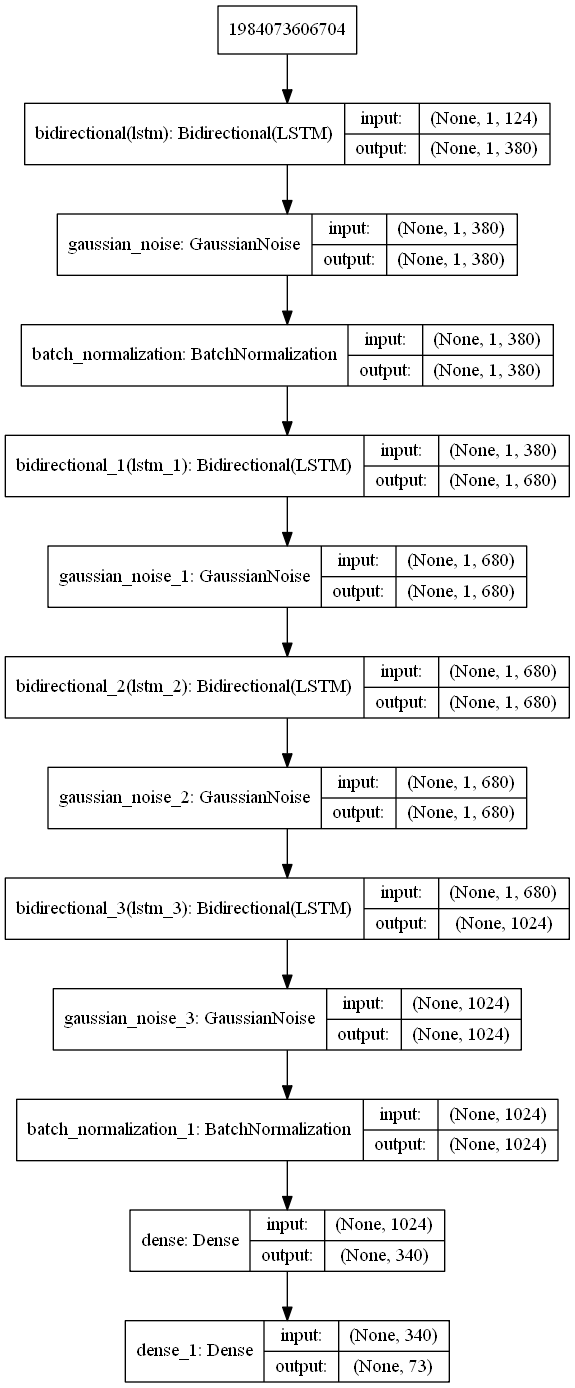 1984073606704
bidirectional(lstm): Bidirectional(LSTM)
input: (None, 1, 124)
output: (None, 1, 380)
gaussian_noise: GaussianNoise
input: (None, 1, 380)
output: (None, 1, 380)
batch_normalization: BatchNormalization
input: (None, 1, 380)
output: (None, 1, 380)
bidirectional_1(lstm_1): Bidirectional(LSTM)
input: (None, 1, 380)
output: (None, 1, 680)
gaussian_noise_1: GaussianNoise
input: (None, 1, 680)
output: (None, 1, 680)
bidirectional_2(lstm_2): Bidirectional(LSTM)
input: (None, 1, 680)
output: (None, 1, 680)
gaussian_noise_2: GaussianNoise
input: (None, 1, 680)
output: (None, 1, 680)
bidirectional_3(lstm_3): Bidirectional(LSTM)
input: (None, 1, 680)
output: (None, 1024)
gaussian_noise_3: GaussianNoise
input: (None, 1024)
output: (None, 1024)
batch_normalization_1: BatchNormalization
input: (None, 1024)
output: (None, 1024)
dense: Dense
input: (None, 1024)
output: (None, 340)
dense_1: Dense
input: (None, 340)
output: (None, 73)